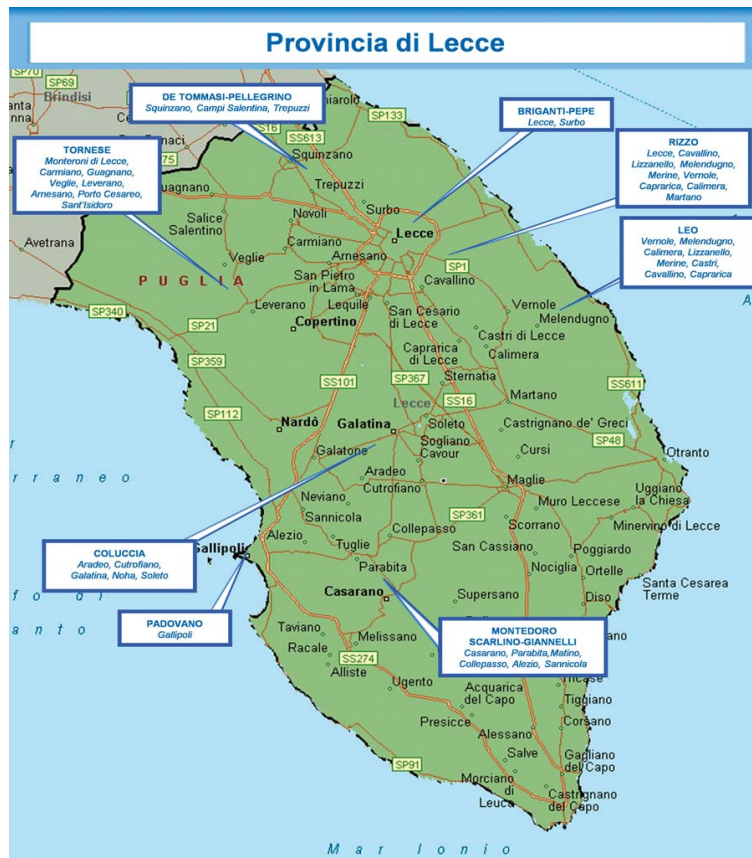 Provincia di Lecce
SP70
SP69
Brindisi
DE TOMMASI-PELLEGRINO
Squinzano, Campi Salentina, Trepuzzi
SP133
BRIGANTI-PEPE
Lecce, Surbo
SS613
TORNESE
Monteroni di Lecce,
Carmiano, Guagnano,
Veglie, Leverano,
Arnesano, Porto Cesareo,
Sant'Isidoro
RIZZO
Lecce, Cavallino,
Lizzanello, Melendugno,
Merine, Vernole,
Caprarica, Calimera,
Martano
Squinzano
Trepuzzi
Surbo
Salice
Salentino
Novoli
Lecce
LEO
Vernole, Melendugno,
Calimera, Lizzanello,
Merine, Castri,
Cavallino, Caprarica
Avetrana
Carmiano
Arnesano
Veglie
SP1
PUGLIA
San Pietro
in Lama
Cavallino
Leverano
Lequile
San Cesario
di Lecce
Vernole
Melendugno
SP340
SP21
Copertino
Castri di Lecce
Caprarica
di Lecce
Calimera
SP359
SP367
Sternatia
SS101
SS611
Lecce
SS16
Martano
SP112
Nardò
Galatina
Soleto
Castrignano de' Greci
SP48
Galatone
Sogliano
Cavour
Cursi
Otranto
Aradeo
Cutrofiano
Maglie
Uggiano
la Chiesa
Neviano
Muro Leccese
Sannicola
SP361
Scorrano
Minervino di Lecce
Alezio
Collepasso
COLUCCIA
Aradeo, Cutrofiano,
Galatina, Noha, Soleto
Gallipoli
Tuglie
San Cassiano
Poggiardo
Parabita
Nociglia
Ortelle
Santa Cesarea
Terme
Casarano
Supersano
Diso
PADOVANO
Gallipoli
Taviano
Melissano
MONTEDORO
SCARLINO-GIANNELLI
Casarano, Parabita,Matino,
Collepasso, Alezio, Sannicola
Racale
SS274
Alliste
Ugento
Acquarica
del Capo
Tiggiano
Presicce
Corsano
Alessano
Salve
Gagliano
del Capo
SP91
Morciano
di
Leuca
Castrignano
del Capo
Mar Ionio